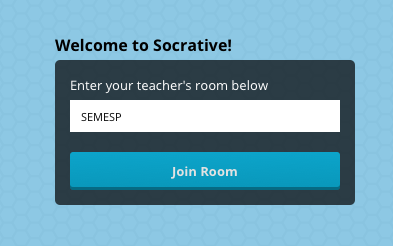 Welcome to Socrative!
Enter your teacher's room below
SEMESP
Join Room